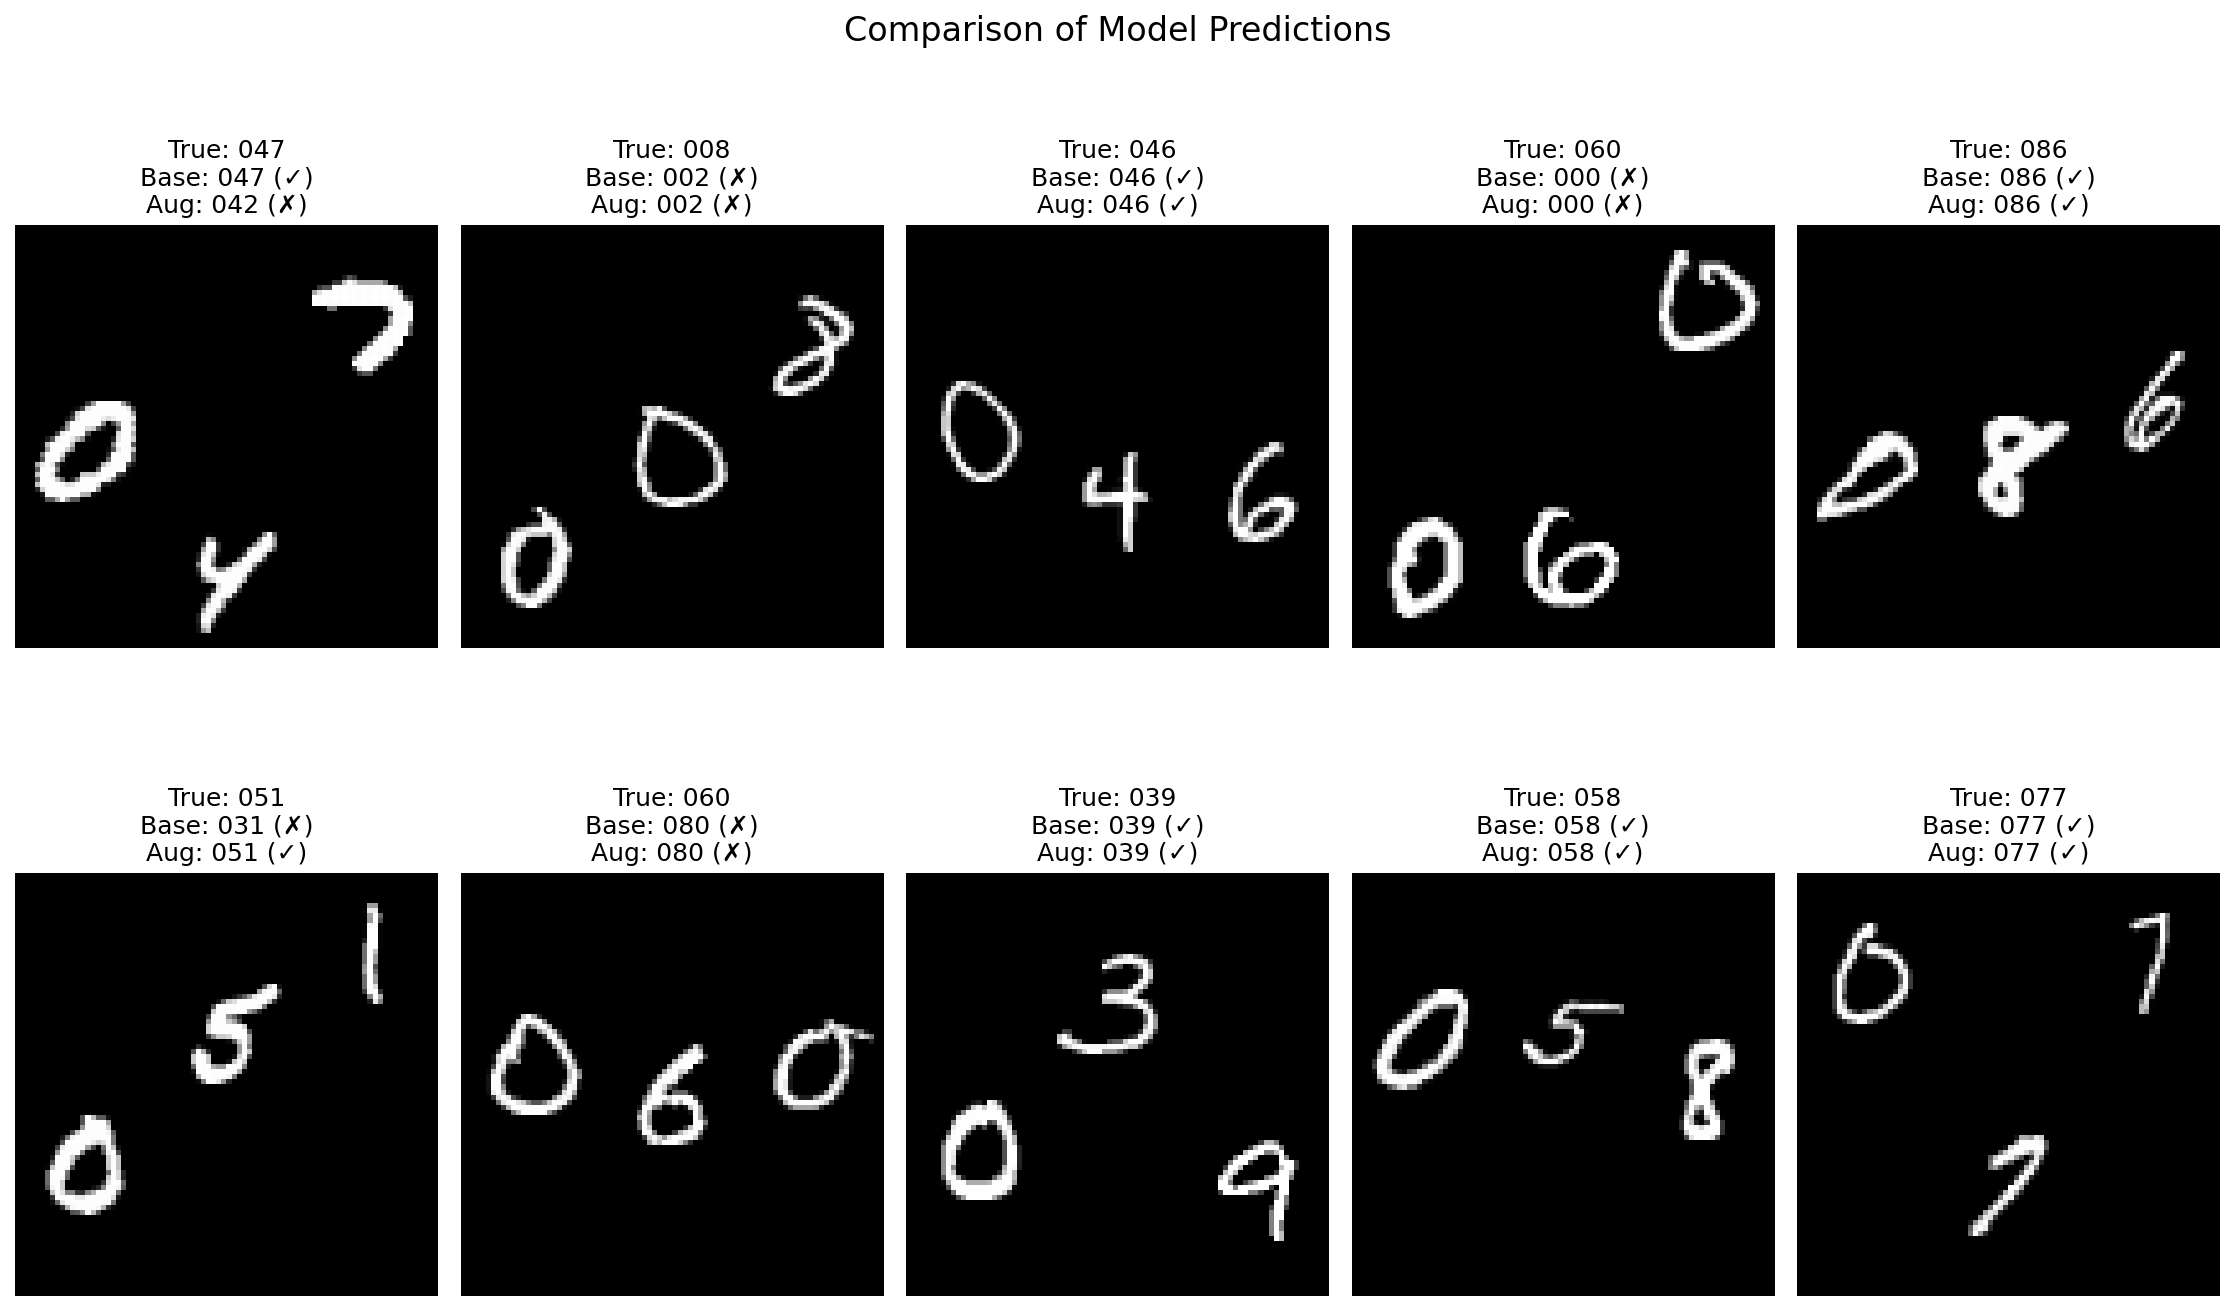 Comparison of Model Predictions
True: 047
Base: 047 (✓)
Aug: 042 (✗)
True: 008
Base: 002 (✗)
Aug: 002 (✗)
True: 046
Base: 046 (✓)
Aug: 046 (✓)
True: 060
Base: 000 (✗)
Aug: 000 (✗)
True: 086
Base: 086 (✓)
Aug: 086 (✓)
0 4 7
0 0 8
0 4 6
0 6 0
0 8 6
True: 051
Base: 031 (✗)
Aug: 051 (✓)
True: 060
Base: 080 (✗)
Aug: 080 (✗)
True: 039
Base: 039 (✓)
Aug: 039 (✓)
True: 058
Base: 058 (✓)
Aug: 058 (✓)
True: 077
Base: 077 (✓)
Aug: 077 (✓)
0 5 1
0 6 0
0 3 9
0 5 8
0 7 7